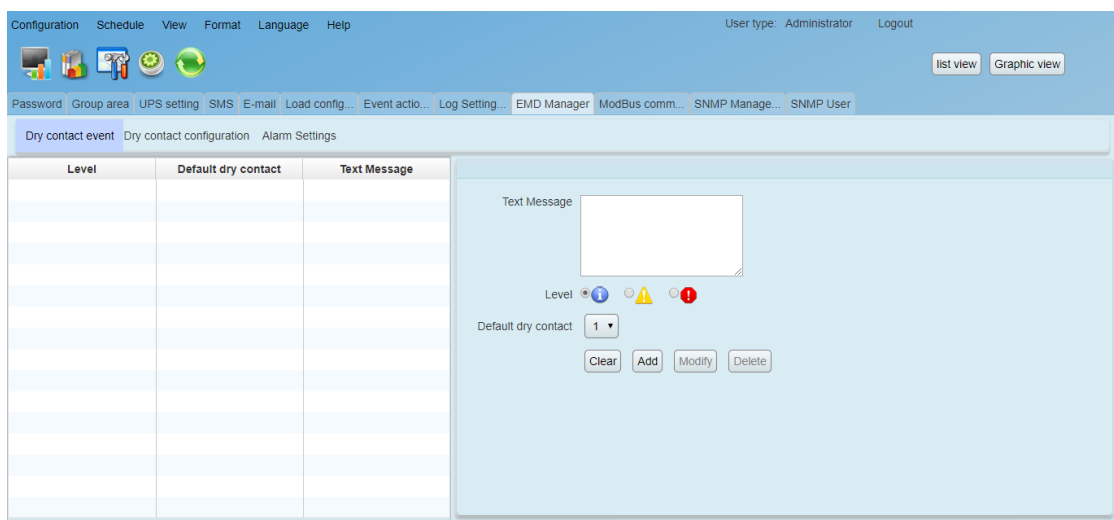 Configuration Schedule View Format Language Help User type: Administrator Logout
list view Graphic view
Password Group area UPS setting SMS E-mail Load config... Event actio... Log Setting... EMD Manager ModBus comm... SNMP Manage... SNMP User
Dry contact event Dry contact configuration Alarm Settings
Level Default dry contact Text Message
Text Message
Level
Default dry contact 1
Clear Add Modify Delete